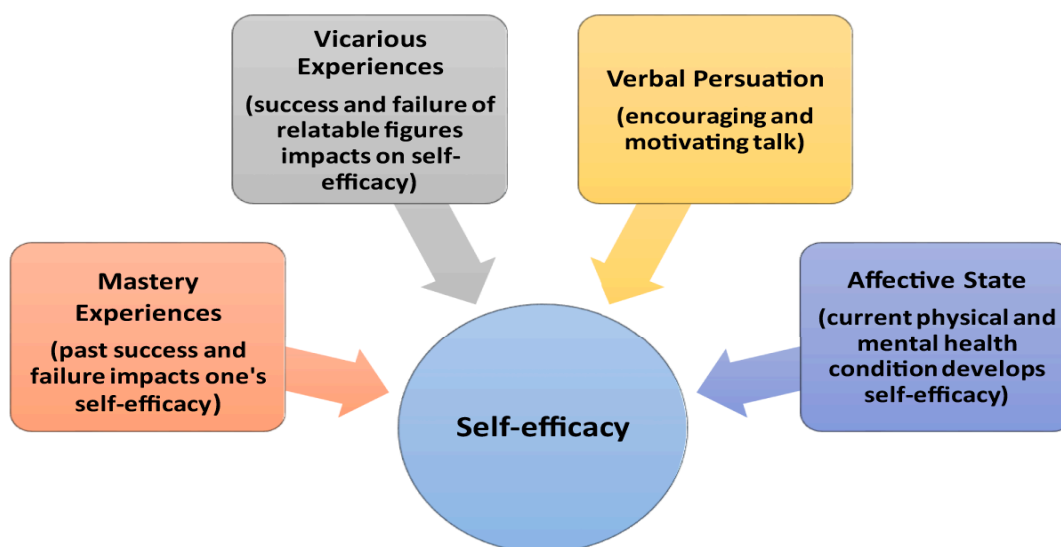 Vicarious
Experiences
(success and failure of
relatable figures
impacts on self-
efficacy)
Verbal Persuation
(encouraging and
motivating talk)
Mastery
Experiences
(past success and
failure impacts one's
self-efficacy)
Affective State
(current physical and
mental health
condition develops
self-efficacy)
Self-efficacy